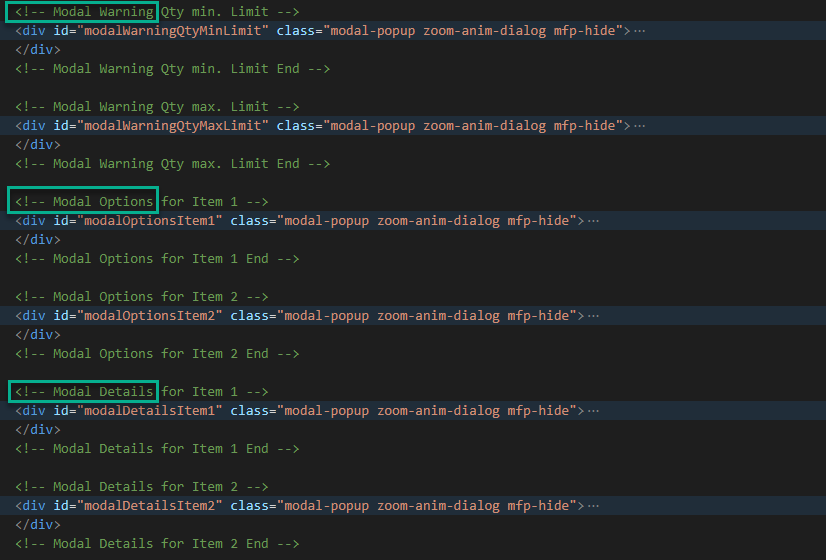 <!-- Modal Warning Qty min. Limit -->
<div id="modalWarningQtyMinLimit" class="modal-popup zoom-anim-dialog mfp-hide">···
</div>
<!-- Modal Warning Qty min. Limit End -->
<!-- Modal Warning Qty max. Limit -->
<div id="modalWarningQtyMaxLimit" class="modal-popup zoom-anim-dialog mfp-hide">···
</div>
<!-- Modal Warning Qty max. Limit End -->
<!-- Modal Options for Item 1 -->
<div id="modalOptionsItem1" class="modal-popup zoom-anim-dialog mfp-hide">···
</div>
<!-- Modal Options for Item 1 End -->
<!-- Modal Options for Item 2 -->
<div id="modalOptionsItem2" class="modal-popup zoom-anim-dialog mfp-hide">···
</div>
<!-- Modal Options for Item 2 End -->
<!-- Modal Details for Item 1 -->
<div id="modalDetailsItem1" class="modal-popup zoom-anim-dialog mfp-hide">···
</div>
<!-- Modal Details for Item 1 End -->
<!-- Modal Details for Item 2 -->
<div id="modalDetailsItem2" class="modal-popup zoom-anim-dialog mfp-hide">···
</div>
<!-- Modal Details for Item 2 End -->